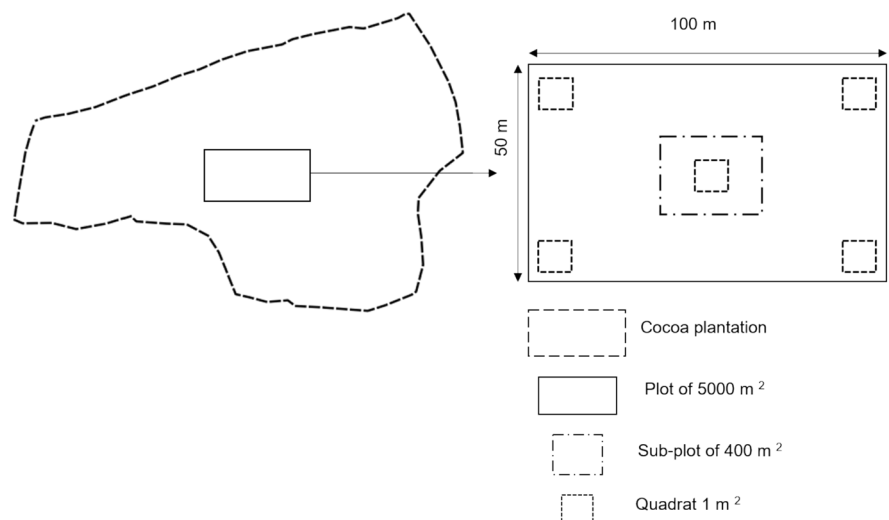 100 m
50 m
Cocoa plantation
Plot of 5000 m ²
Sub-plot of 400 m ²
Quadrat 1 m ²